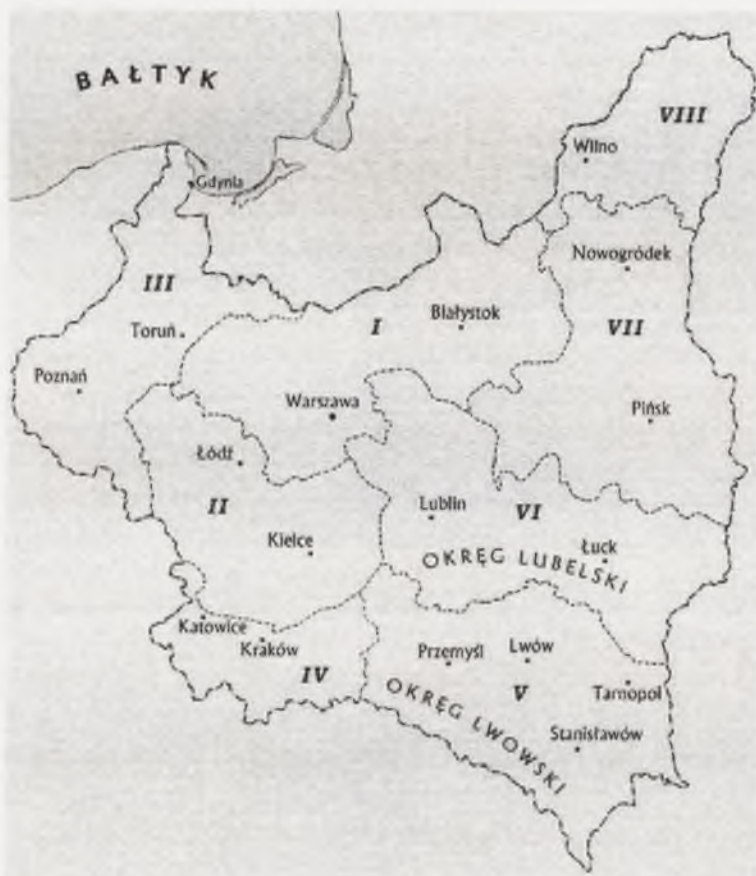 BAŁTYK
VIII
Wilno
Gdynia
Nowogródek
III
I
Białystok
VII
Toruń
Poznań
Warszawa
Pińsk
Łódź
II
Lublin
VI
Kielce
OKRĘG LUBELSKI
Łuck
Katowice
Kraków
IV
Przemyśl
Lwów
V
Tarnopol
OKRĘG LWOWSKI
Stanisławów